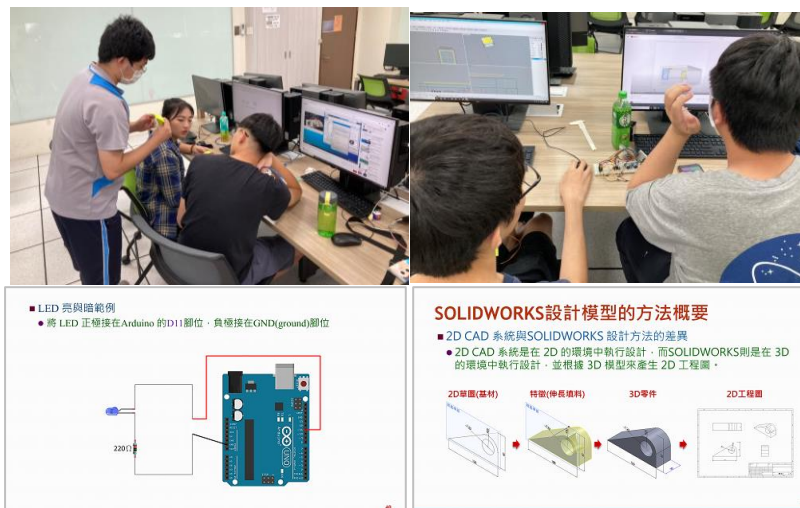 LED 亮與暗範例
將 LED 正極接在Arduino 的D11腳位，負極接在GND(ground)腳位
220
UNO
SOLIDWORKS設計模型的方法概要
2D CAD 系統與SOLIDWORKS 設計方法的差異
2D CAD 系統是在 2D 的環境中執行設計，而SOLIDWORKS則是在 3D
的環境中執行設計，並根據 3D 模型來產生 2D 工程圖。
2D草圖(基材)
特徵(伸長填料)
3D零件
2D工程圖